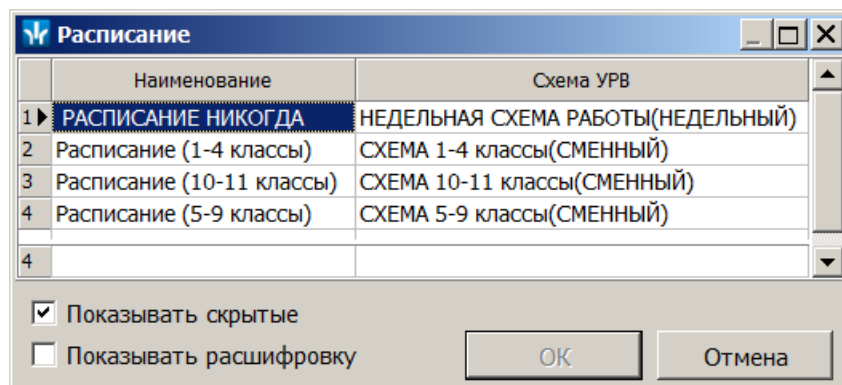 Расписание
Наименование Схема УРВ
1 РАСПИСАНИЕ НИКОГДА НЕДЕЛЬНАЯ СХЕМА РАБОТЫ(НЕДЕЛЬНЫЙ)
2 Расписание (1-4 классы) СХЕМА 1-4 классы(СМЕННЫЙ)
3 Расписание (10-11 классы) СХЕМА 10-11 классы(СМЕННЫЙ)
4 Расписание (5-9 классы) СХЕМА 5-9 классы(СМЕННЫЙ)
4
Показывать скрытые
Показывать расшифровку OK Отмена